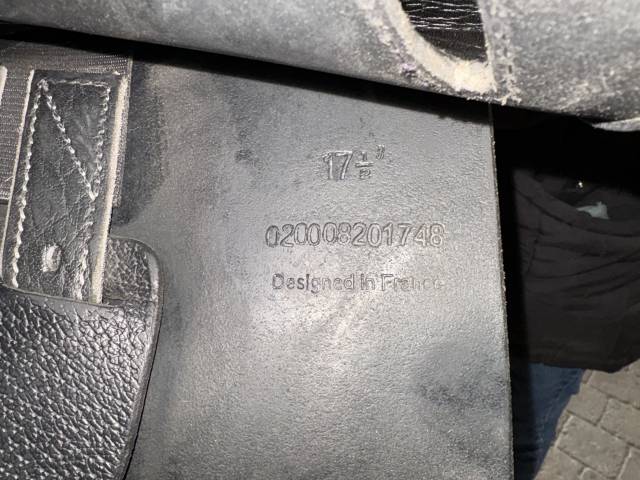 17 1/2 "
020008201748
Designed in France